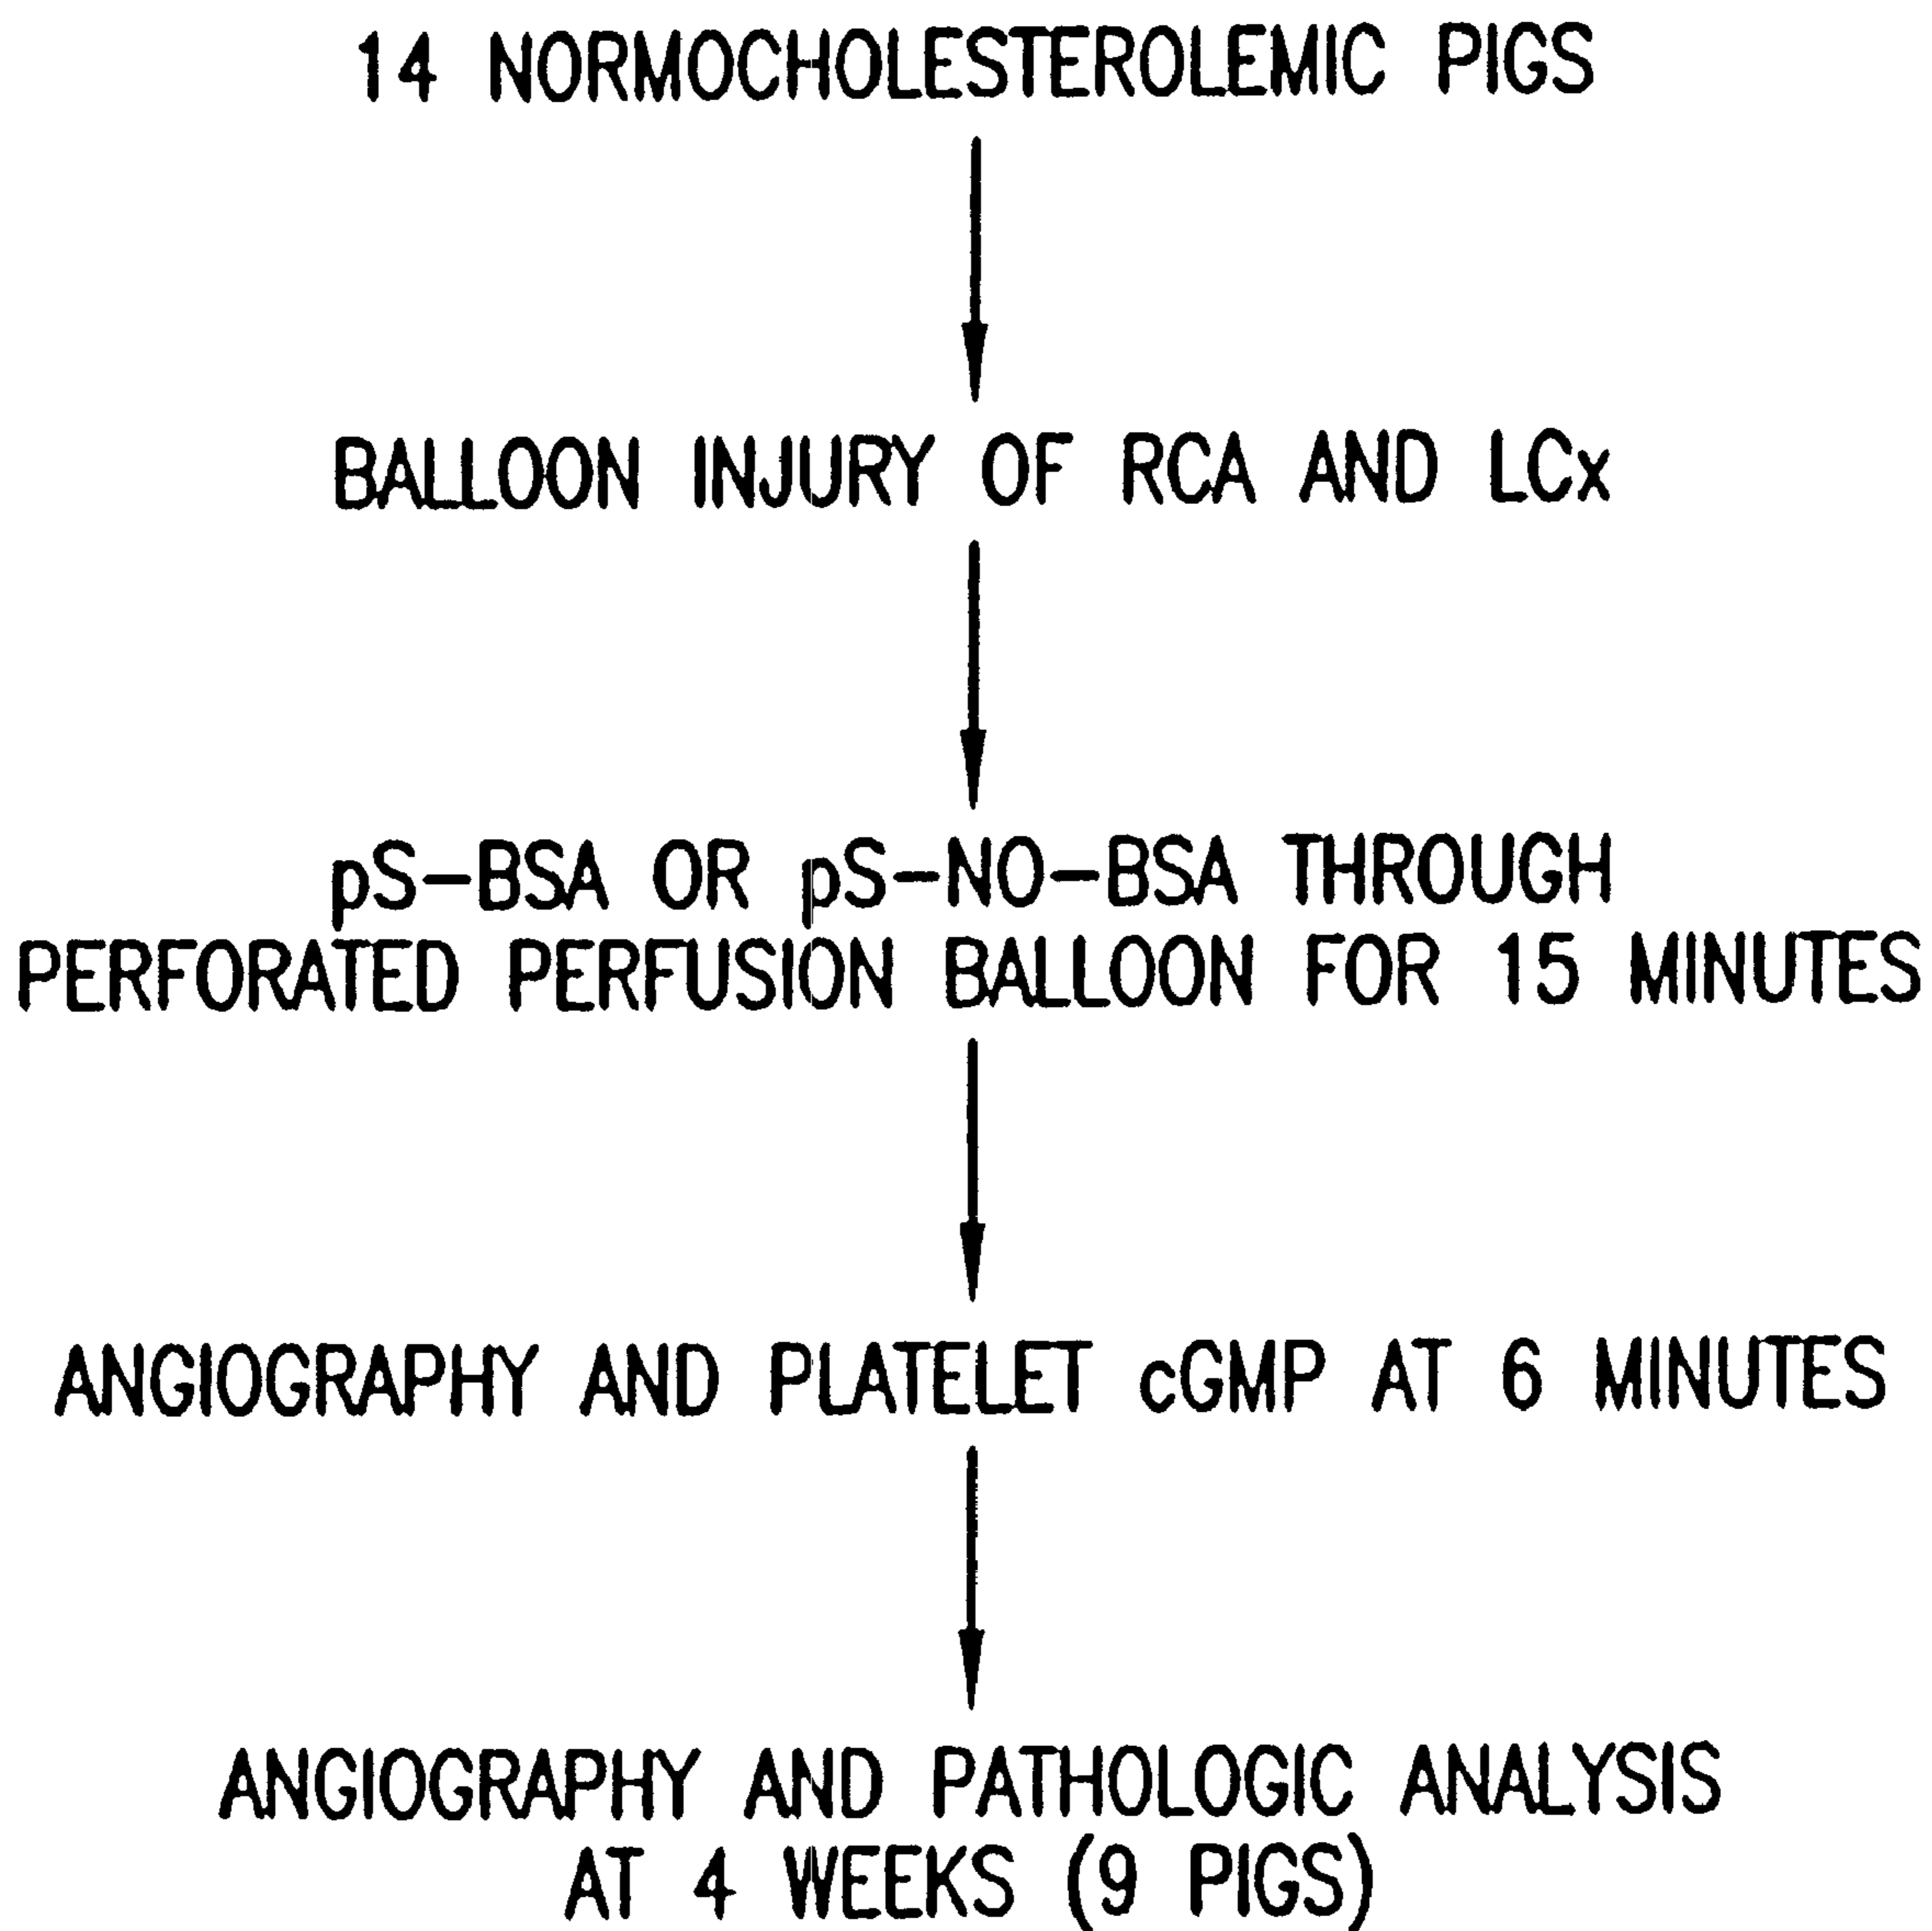 14 NORMOCHOLESTEROLEMIC PIGS
BALLOON INJURY OF RCA AND LCx
pS-BSA OR pS-NO-BSA THROUGH
PERFORATED PERFUSION BALLOON FOR 15 MINUTES
ANGIOGRAPHY AND PLATELET cGMP AT 6 MINUTES
ANGIOGRAPHY AND PATHOLOGIC ANALYSIS
AT 4 WEEKS (9 PIGS)